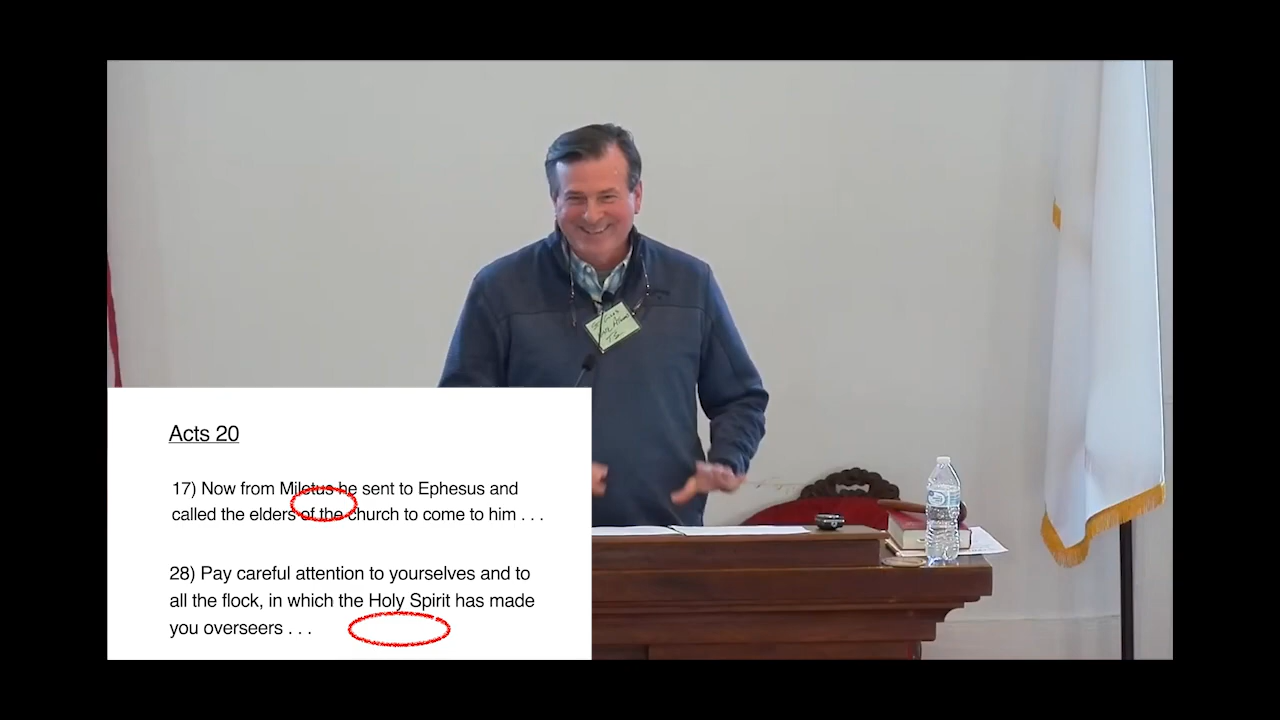 Acts 20
17) Now from Miletus he sent to Ephesus and
called the elders of the church to come to him . . .
28) Pay careful attention to yourselves and to
all the flock, in which the Holy Spirit has made
you overseers . . .